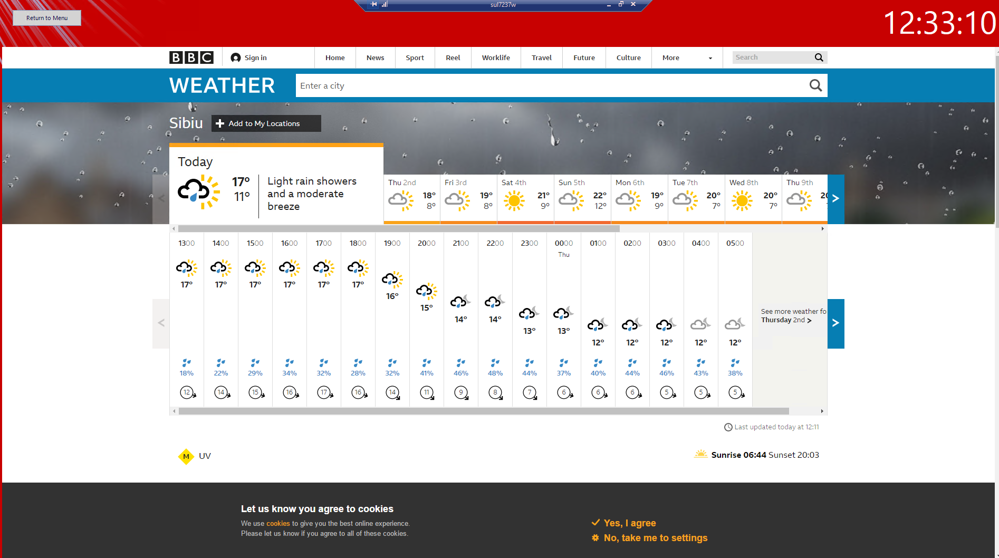 sul7237w
Return to Menu
12:33:10
BBC
Sign in
Home
News
Sport
Reel
Worklife
Travel
Future
Culture
More
Search
WEATHER
Enter a city
Sibiu
Add to My Locations
Today
17°
11°
Light rain showers
and a moderate
breeze
Thu 2nd
18°
8°
Fri 3rd
19°
8°
Sat 4th
21°
9°
Sun 5th
22°
12°
Mon 6th
19°
9°
Tue 7th
20°
7°
Wed 8th
20°
7°
Thu 9th
1300 1400 1500 1600 1700 1800 1900 2000 2100 2200 2300 0000 0100 0200 0300 0400 0500
Thu
17° 17° 17° 17° 17° 17° 16° 15° 14° 14° 13° 13° 12° 12° 12° 12° 12°
See more weather fo
Thursday 2nd
18% 22% 29% 34% 32% 28% 32% 41% 46% 48% 44% 37% 40% 44% 46% 43% 38%
12 14 15 16 17 16 14 11 9 8 7 6 6 6 5 5 5
Last updated today at 12:11
M UV
Sunrise 06:44 Sunset 20:03
Let us know you agree to cookies
We use cookies to give you the best online experience.
Please let us know if you agree to all of these cookies.
Yes, I agree
No, take me to settings